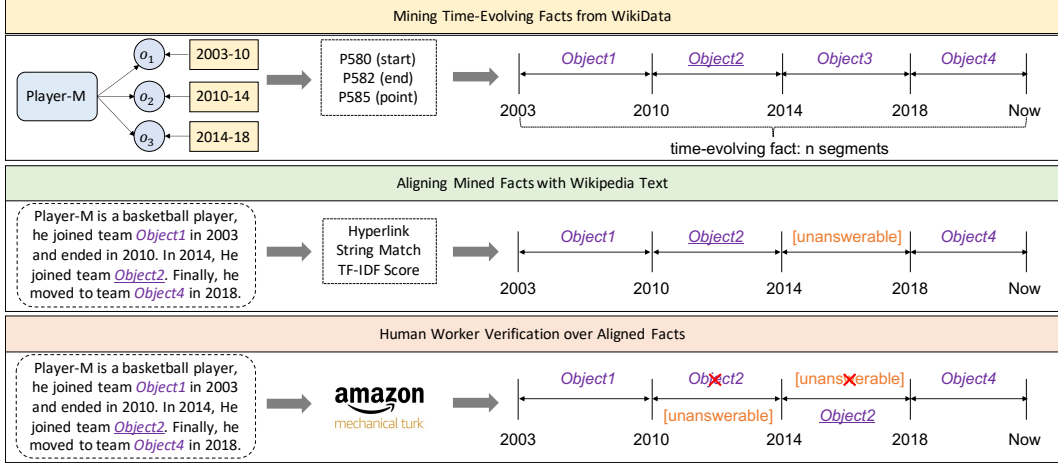 Mining Time-Evolving Facts from WikiData
Player-M
o1
2003-10
o2
2010-14
o3
2014-18
P580 (start)
P582 (end)
P585 (point)
Object1
Object2
Object3
Object4
2003
2010
2014
2018
Now
time-evolving fact: n segments
Aligning Mined Facts with Wikipedia Text
Player-M is a basketball player,
he joined team Object1 in 2003
and ended in 2010. In 2014, He
joined team Object2. Finally, he
moved to team Object4 in 2018.
Hyperlink
String Match
TF-IDF Score
Object1
Object2
[unanswerable]
Object4
2003
2010
2014
2018
Now
Human Worker Verification over Aligned Facts
Player-M is a basketball player,
he joined team Object1 in 2003
and ended in 2010. In 2014, He
joined team Object2. Finally, he
moved to team Object4 in 2018.
amazon
mechanical turk
Object1
Object2
[unanswerable]
Object4
[unanswerable]
Object2
2003
2010
2014
2018
Now